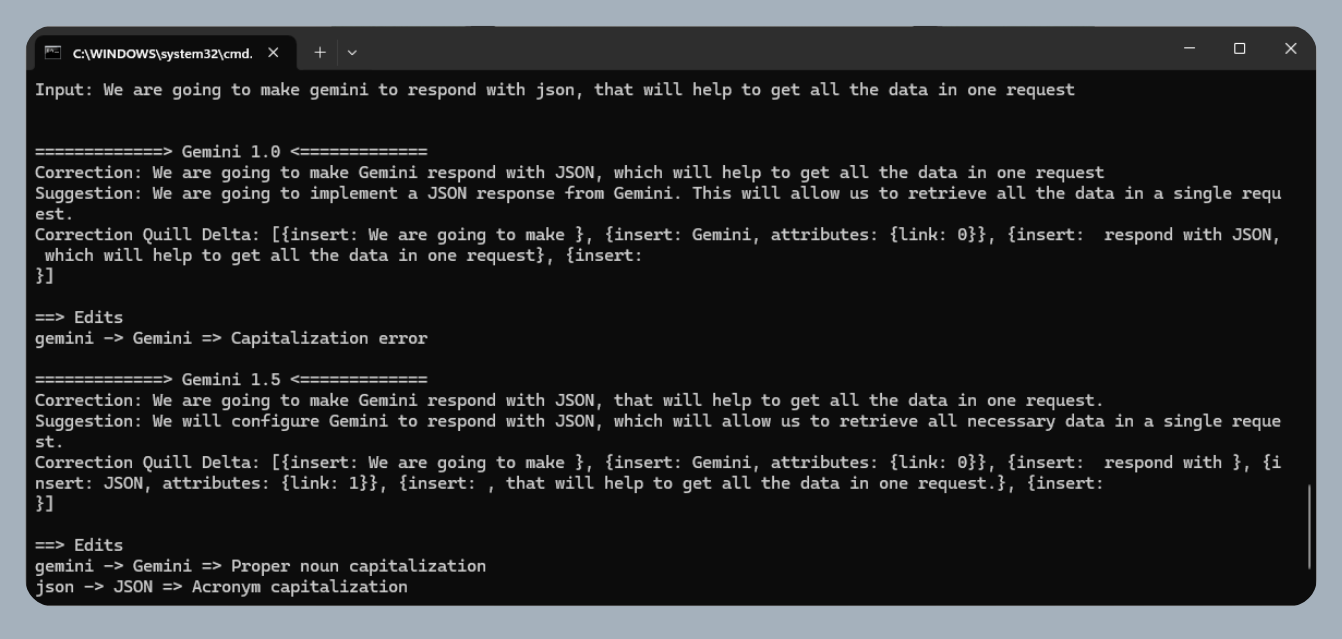 C:\WINDOWS\system32\cmd.
Input: We are going to make gemini to respond with json, that will help to get all the data in one request
=============> Gemini 1.0 <=============
Correction: We are going to make Gemini respond with JSON, which will help to get all the data in one request
Suggestion: We are going to implement a JSON response from Gemini. This will allow us to retrieve all the data in a single requ
est.
Correction Quill Delta: [{insert: We are going to make }, {insert: Gemini, attributes: {link: 0}}, {insert:  respond with JSON,
 which will help to get all the data in one request}, {insert:
}]
==> Edits
gemini -> Gemini => Capitalization error
=============> Gemini 1.5 <=============
Correction: We are going to make Gemini respond with JSON, that will help to get all the data in one request.
Suggestion: We will configure Gemini to respond with JSON, which will allow us to retrieve all necessary data in a single reque
st.
Correction Quill Delta: [{insert: We are going to make }, {insert: Gemini, attributes: {link: 0}}, {insert:  respond with }, {i
nsert: JSON, attributes: {link: 1}}, {insert: , that will help to get all the data in one request.}, {insert:
}]
==> Edits
gemini -> Gemini => Proper noun capitalization
json -> JSON => Acronym capitalization